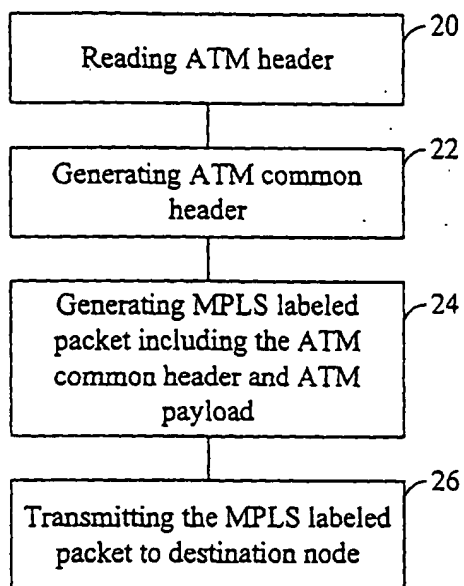 20
Reading ATM header
22
Generating ATM common
header
24
Generating MPLS labeled
packet including the ATM
common header and ATM
payload
26
Transmitting the MPLS labeled
packet to destination node